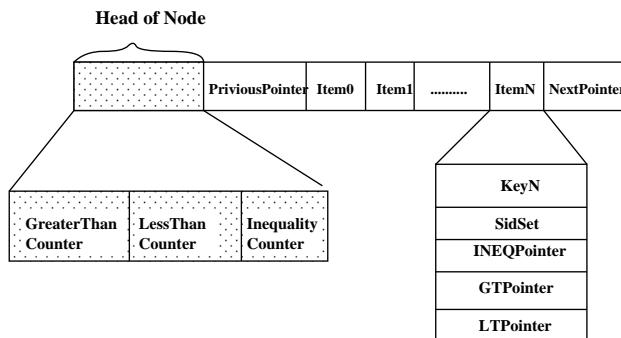 Head of Node
PriviousPointer Item0 Item1 .......... ItemN NextPointer
GreaterThan Counter
LessThan Counter
Inequality Counter
KeyN
SidSet
INEQPointer
GTPointer
LTPointer